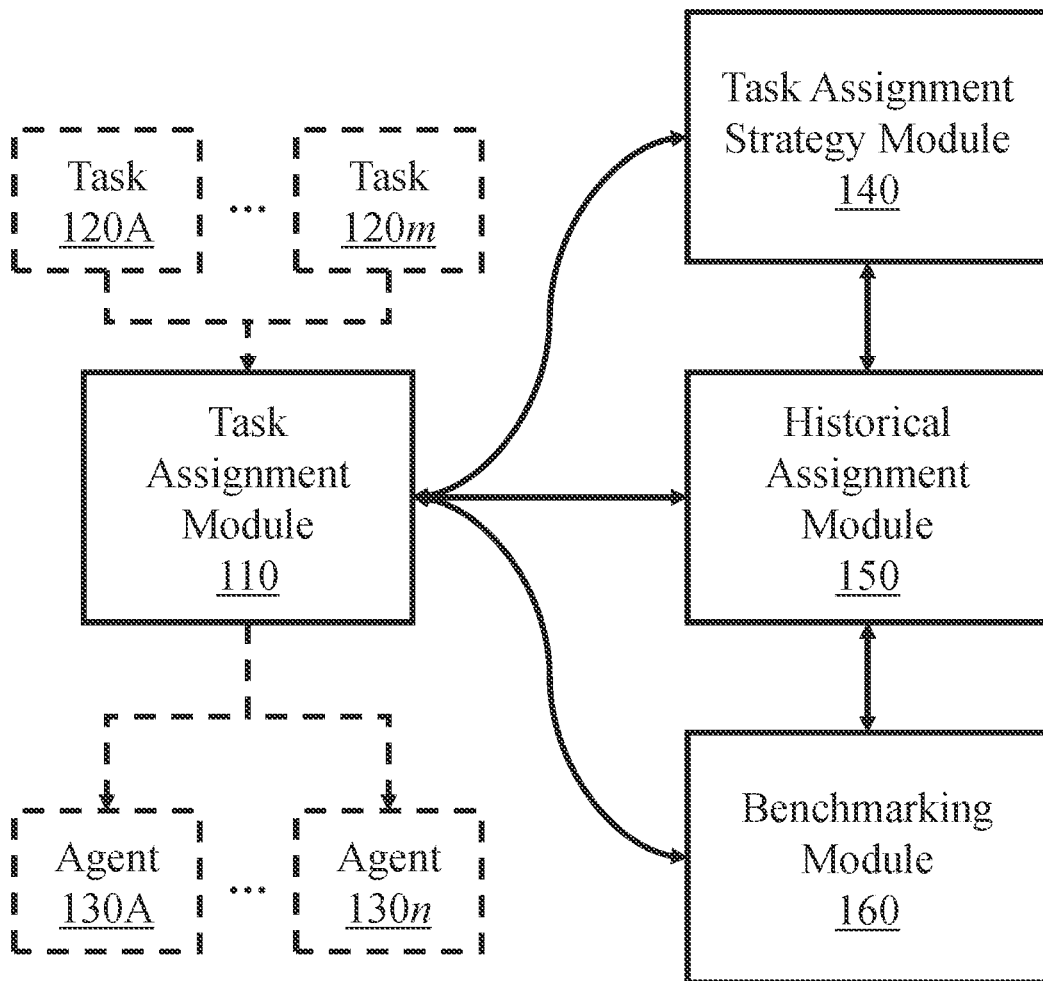 Task
120A
...
Task
120m
Task Assignment
Strategy Module
140
Task
Assignment
Module
110
Historical
Assignment
Module
150
Agent
130A
...
Agent
130n
Benchmarking
Module
160